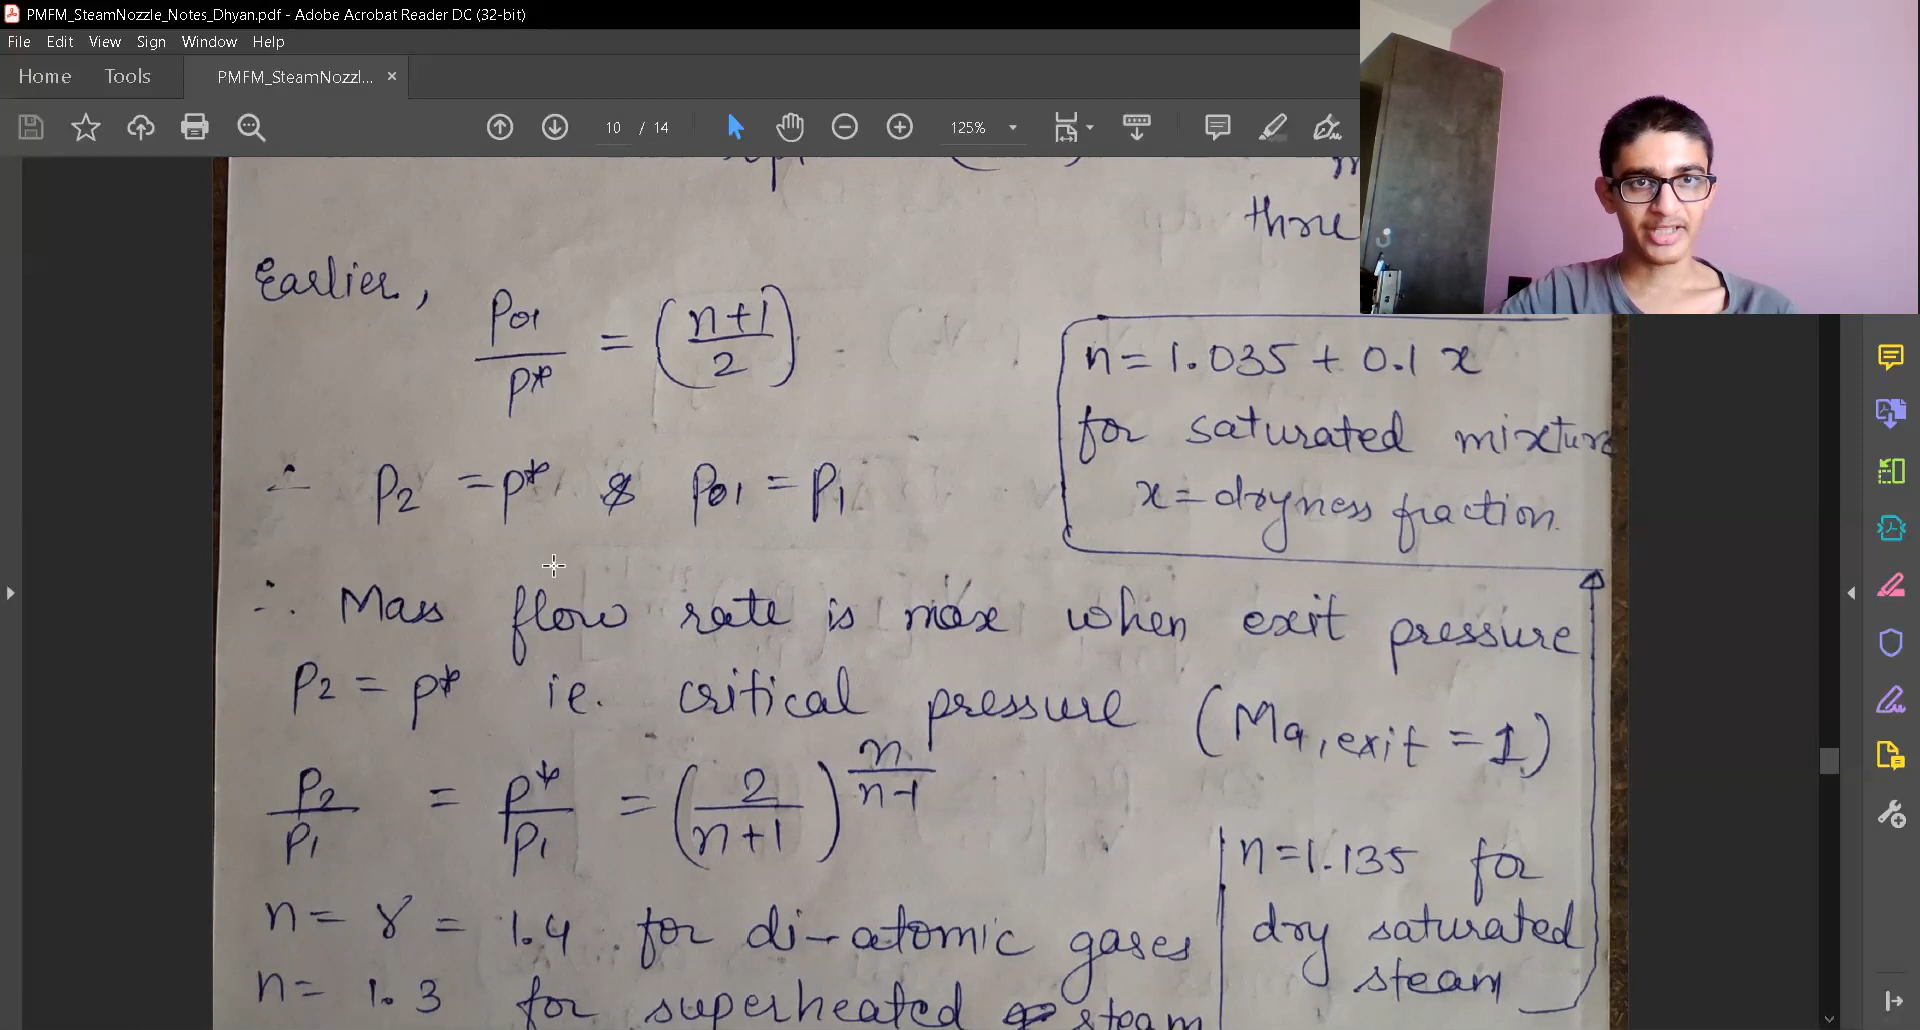 PMFM_SteamNozzle_Notes_Dhyan.pdf - Adobe Acrobat Reader DC (32-bit)
File Edit View Sign Window Help
Home Tools PMFM_SteamNozzl... ×
10 / 14 125%
thro
Earlier,
P01/P* = ((n+1)/2)
n = 1.035 + 0.1 x
for saturated mixture
x = dryness fraction
∴ P2 = P* & P01 = P1
∴ Mass flow rate is max when exit pressure
P2 = P* ie. critical pressure (Ma,exit = 1)
P2/P1 = P*/P1 = (2/(n+1))^(n/(n-1))
n = γ = 1.4 for di-atomic gases
n = 1.3 for superheated steam
n = 1.135 for
dry saturated
steam